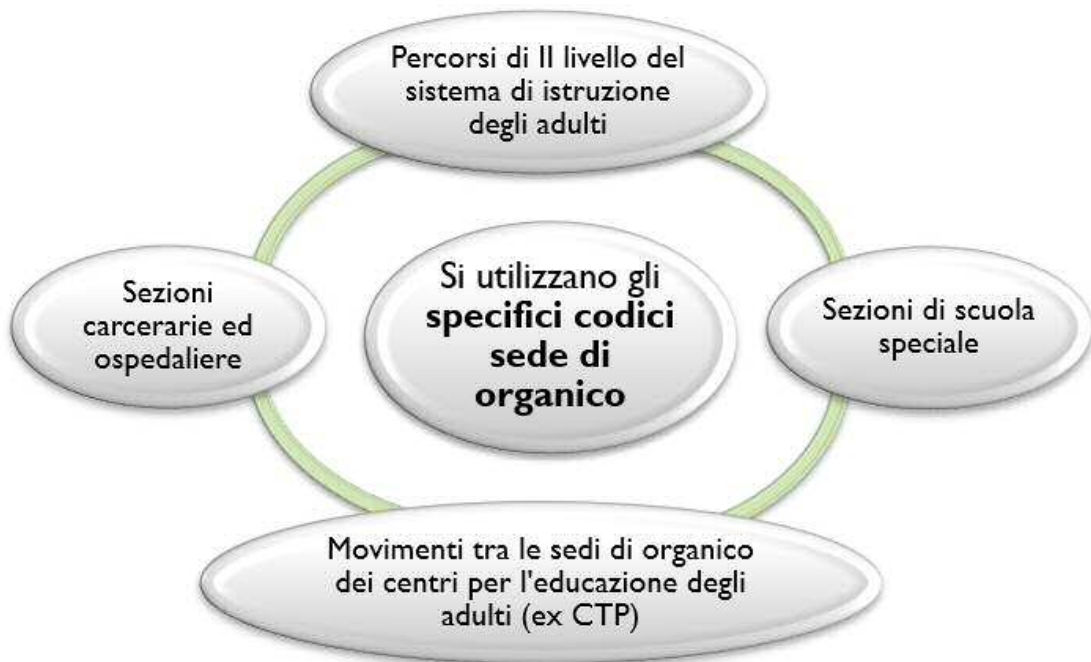 Percorsi di II livello del
sistema di istruzione
degli adulti
Sezioni
carcerarie ed
ospedaliere
Si utilizzano gli
specifici codici
sede di
organico
Sezioni di scuola
speciale
Movimenti tra le sedi di organico
dei centri per l'educazione degli
adulti (ex CTP)